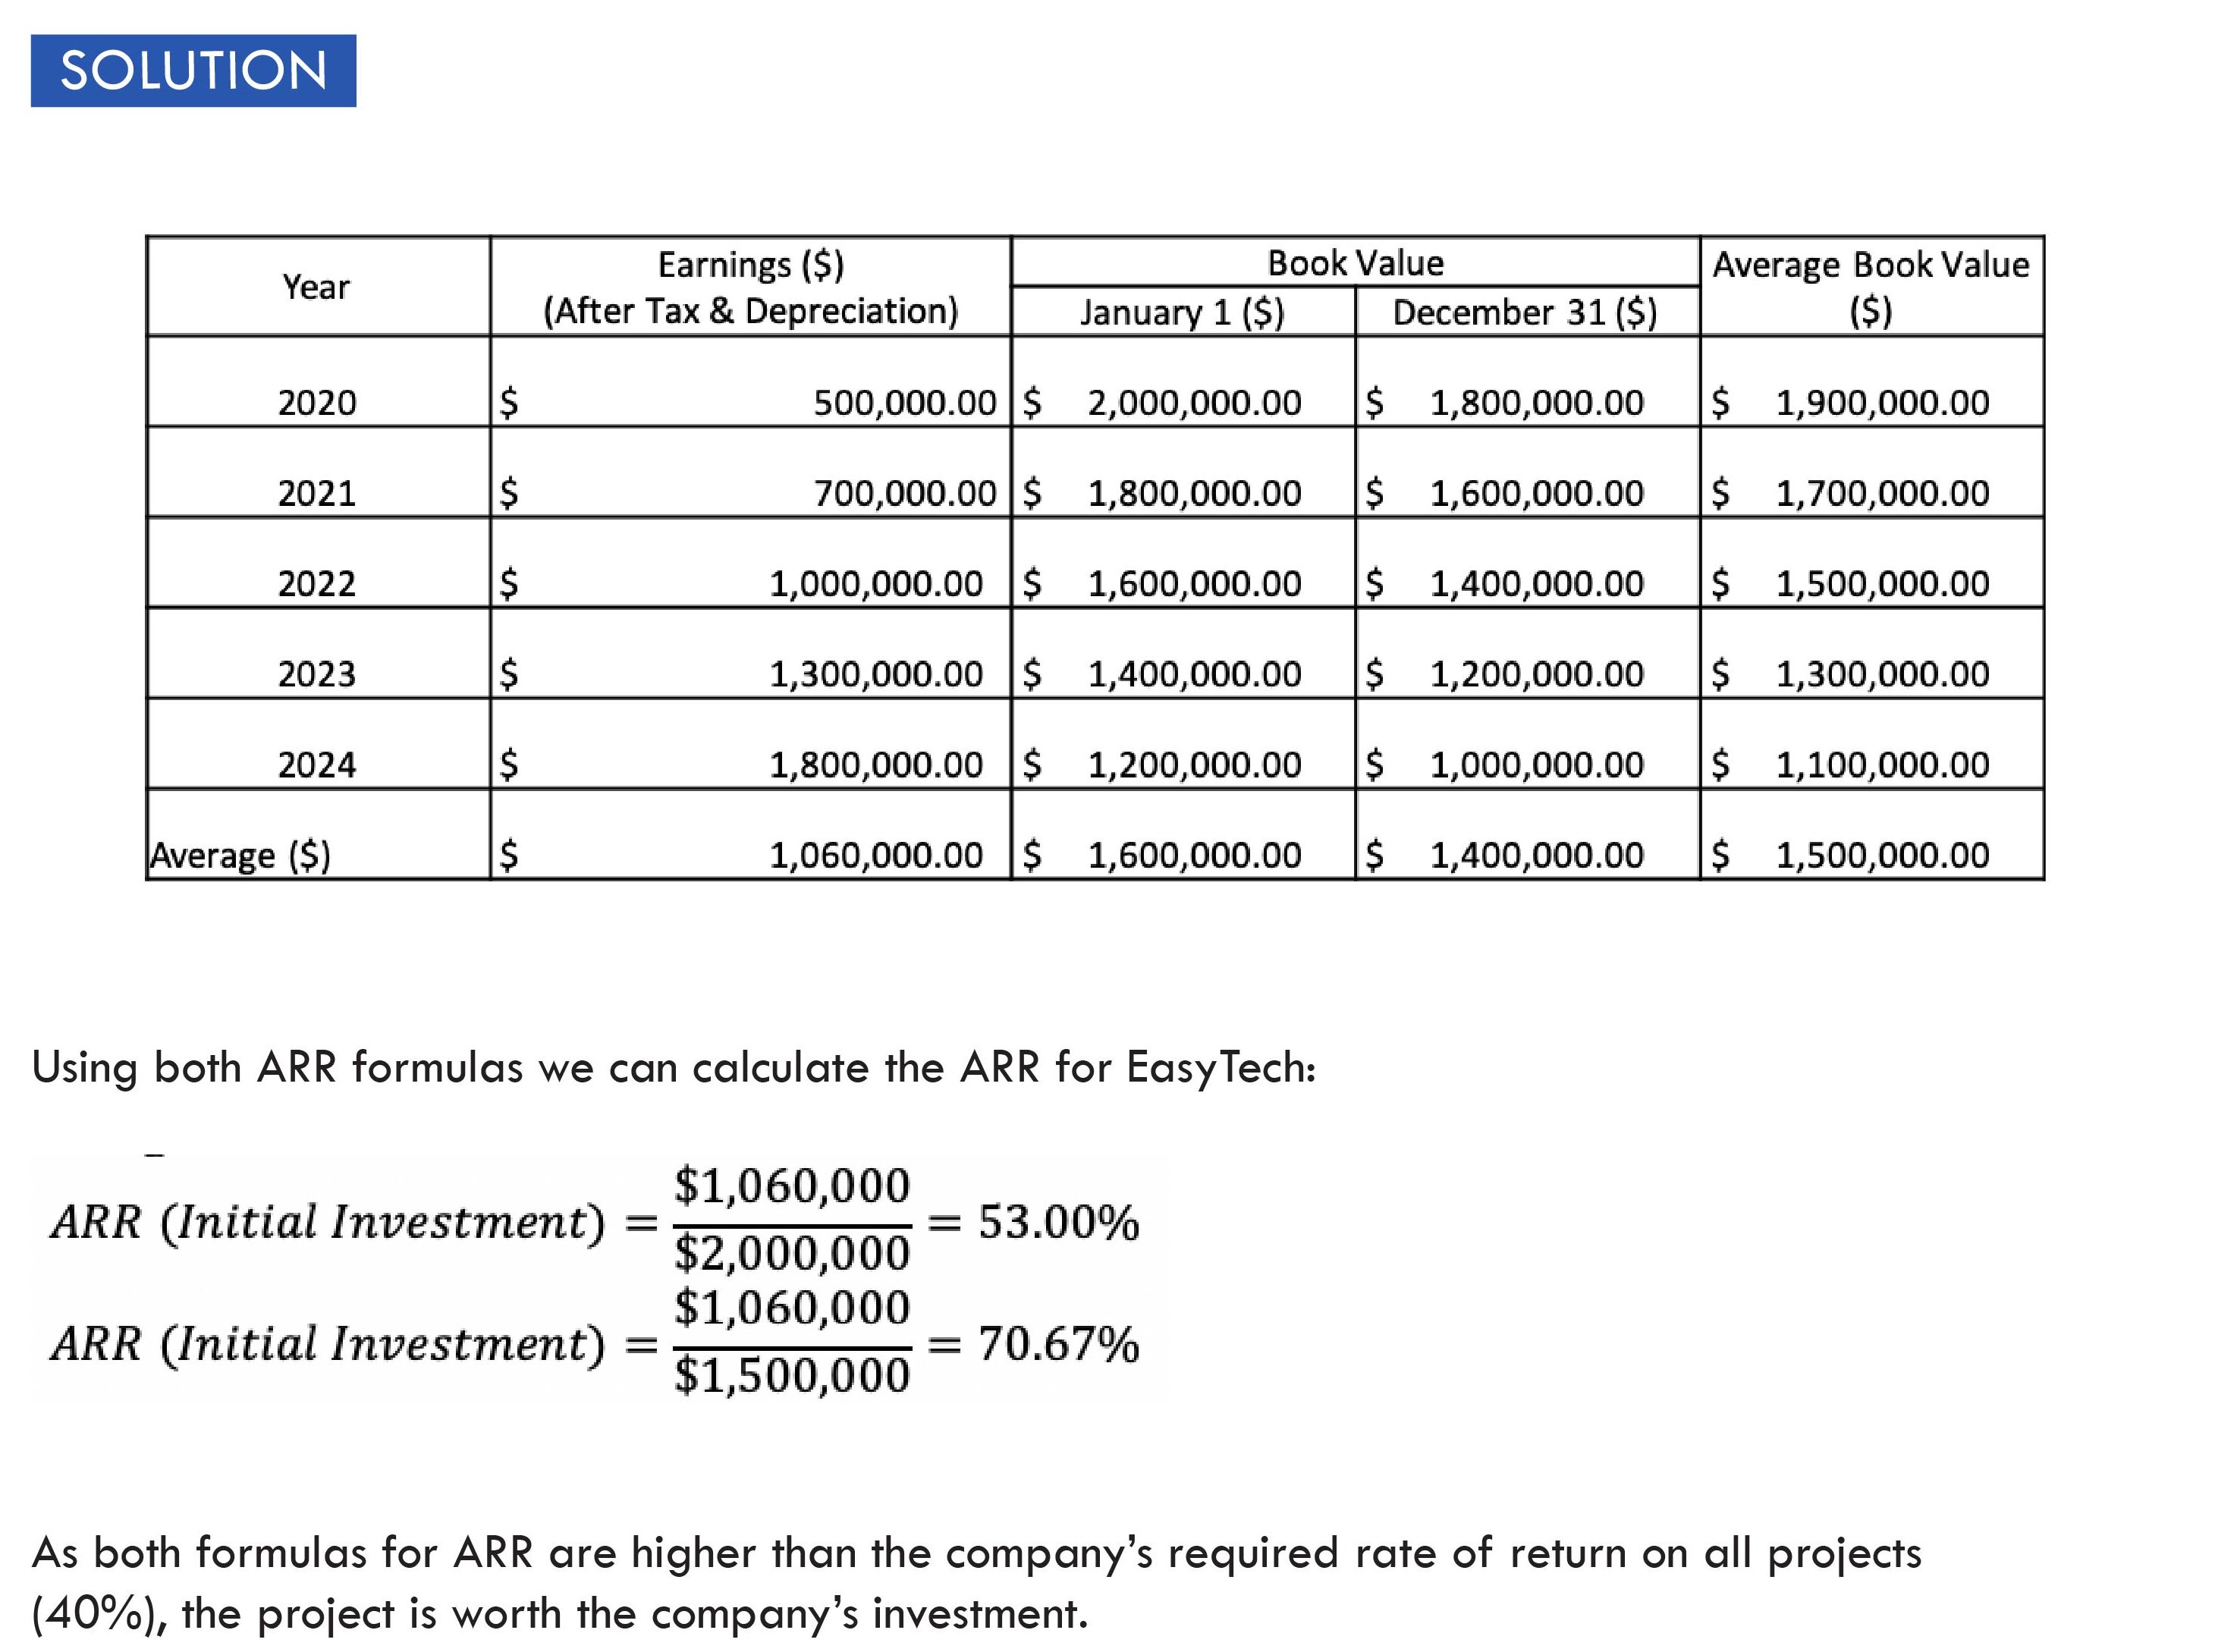 SOLUTION
Year Earnings ($) Book Value Average Book Value
(After Tax & Depreciation) January 1 ($) December 31 ($) ($)
2020 $ 500,000.00 $ 2,000,000.00 $ 1,800,000.00 $ 1,900,000.00
2021 $ 700,000.00 $ 1,800,000.00 $ 1,600,000.00 $ 1,700,000.00
2022 $ 1,000,000.00 $ 1,600,000.00 $ 1,400,000.00 $ 1,500,000.00
2023 $ 1,300,000.00 $ 1,400,000.00 $ 1,200,000.00 $ 1,300,000.00
2024 $ 1,800,000.00 $ 1,200,000.00 $ 1,000,000.00 $ 1,100,000.00
Average ($) $ 1,060,000.00 $ 1,600,000.00 $ 1,400,000.00 $ 1,500,000.00
Using both ARR formulas we can calculate the ARR for EasyTech:
$1,060,000
ARR (Initial Investment) = = 53.00%
$2,000,000
$1,060,000
ARR (Initial Investment) = = 70.67%
$1,500,000
As both formulas for ARR are higher than the company’s required rate of return on all projects
(40%), the project is worth the company’s investment.